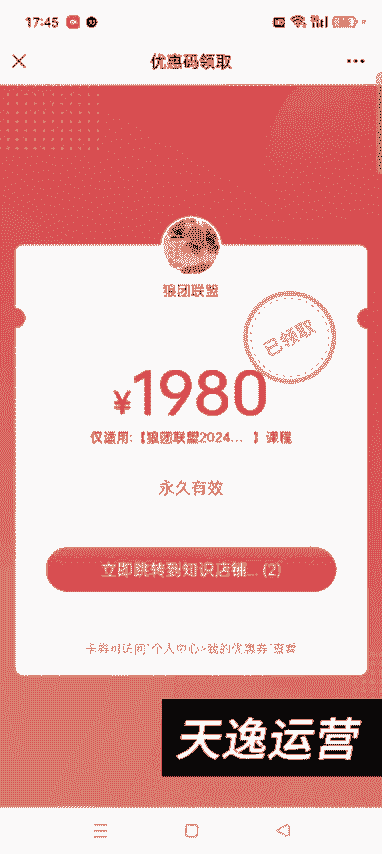 17:45
优惠码领取
狼团联盟
已领取
¥1980
仅适用:【狼团联盟2024... 】课程
永久有效
立即跳转到知识店铺... (2)
卡券可访问"个人中心>我的优惠券"查看
天逸运营